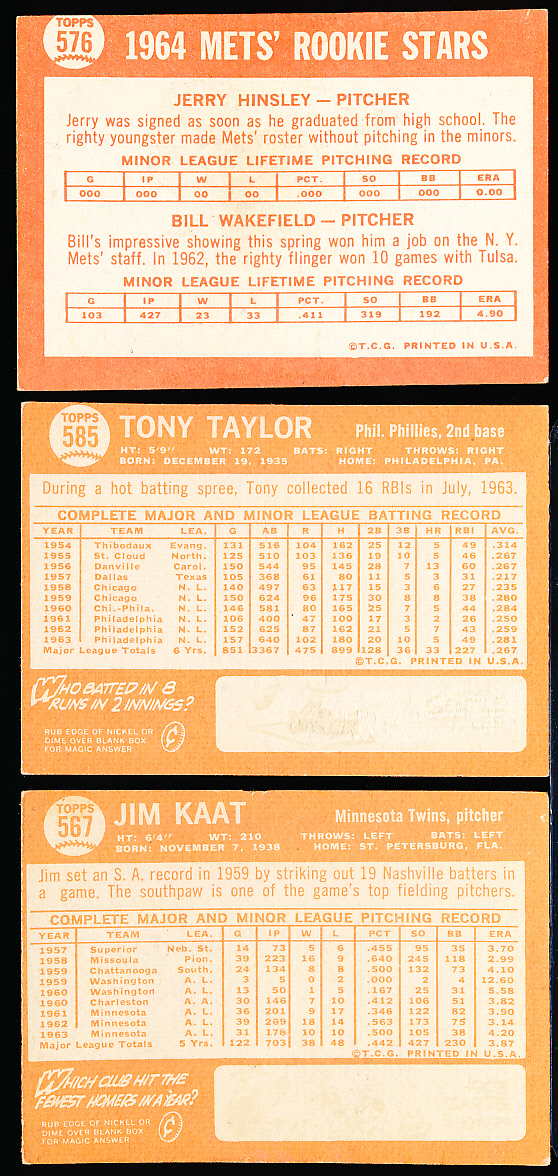 TOPPS
576
1964 METS' ROOKIE STARS
JERRY HINSLEY — PITCHER
Jerry was signed as soon as he graduated from high school. The
righty youngster made Mets' roster without pitching in the minors.
MINOR LEAGUE LIFETIME PITCHING RECORD
G IP W L PCT. SO BB ERA
000 000 00 00 .000 000 000 0.00
BILL WAKEFIELD — PITCHER
Bill's impressive showing this spring won him a job on the N. Y.
Mets' staff. In 1962, the righty flinger won 10 games with Tulsa.
MINOR LEAGUE LIFETIME PITCHING RECORD
G IP W L PCT. SO BB ERA
103 427 23 33 .411 319 192 4.90
©T.C.G. PRINTED IN U.S.A.
TOPPS
585
TONY TAYLOR Phil. Phillies, 2nd base
HT: 5'9" WT: 172 BATS: RIGHT THROWS: RIGHT
BORN: DECEMBER 19, 1935 HOME: PHILADELPHIA, PA.
During a hot batting spree, Tony collected 16 RBIs in July, 1963.
COMPLETE MAJOR AND MINOR LEAGUE BATTING RECORD
YEAR TEAM LEA. G AB R H 2B 3B HR RBI AVG.
1954 Thibodaux Evang. 131 516 104 162 25 12 5 49 .314
1955 St. Cloud North. 125 510 103 136 19 10 5 46 .267
1956 Danville Carol. 150 544 95 145 28 7 13 60 .267
1957 Dallas Texas 105 368 61 80 11 5 3 31 .217
1958 Chicago N. L. 140 497 63 117 15 3 6 27 .235
1959 Chicago N. L. 150 624 96 175 30 8 8 38 .280
1960 Chi.-Phila. N. L. 146 581 80 165 25 7 5 44 .284
1961 Philadelphia N. L. 106 400 47 100 17 3 2 26 .250
1962 Philadelphia N. L. 152 625 87 162 21 5 7 43 .259
1963 Philadelphia N. L. 157 640 102 180 20 10 5 49 .281
Major League Totals 6 Yrs. 851 3367 475 899 128 36 33 227 .267
©T.C.G. PRINTED IN U.S.A.
WHO BATTED IN 8
RUNS IN 2 INNINGS?
RUB EDGE OF NICKEL OR
DIME OVER BLANK BOX
FOR MAGIC ANSWER
TOPPS
567
JIM KAAT Minnesota Twins, pitcher
HT: 6'4" WT: 210 THROWS: LEFT BATS: LEFT
BORN: NOVEMBER 7, 1938 HOME: ST. PETERSBURG, FLA.
Jim set an S. A. record in 1959 by striking out 19 Nashville batters in
a game. The southpaw is one of the game's top fielding pitchers.
COMPLETE MAJOR AND MINOR LEAGUE PITCHING RECORD
YEAR TEAM LEA. G IP W L PCT SO BB ERA
1957 Superior Neb. St. 14 73 5 6 .455 95 35 3.70
1958 Missoula Pion. 39 223 16 9 .640 245 118 2.99
1959 Chattanooga South. 24 134 8 8 .500 132 73 4.10
1959 Washington A. L. 3 5 0 2 .000 2 4 12.60
1960 Washington A. L. 13 50 1 5 .167 25 31 5.58
1960 Charleston A. A. 30 146 7 10 .412 106 51 3.82
1961 Minnesota A. L. 36 201 9 17 .346 122 82 3.90
1962 Minnesota A. L. 39 269 18 14 .563 173 75 3.14
1963 Minnesota A. L. 31 178 10 10 .500 105 38 4.20
Major League Totals 5 Yrs. 122 703 38 48 .442 427 230 3.87
©T.C.G. PRINTED IN U.S.A.
WHICH CLUB HIT THE
FEWEST HOMERS IN A YEAR?
RUB EDGE OF NICKEL OR
DIME OVER BLANK BOX
FOR MAGIC ANSWER